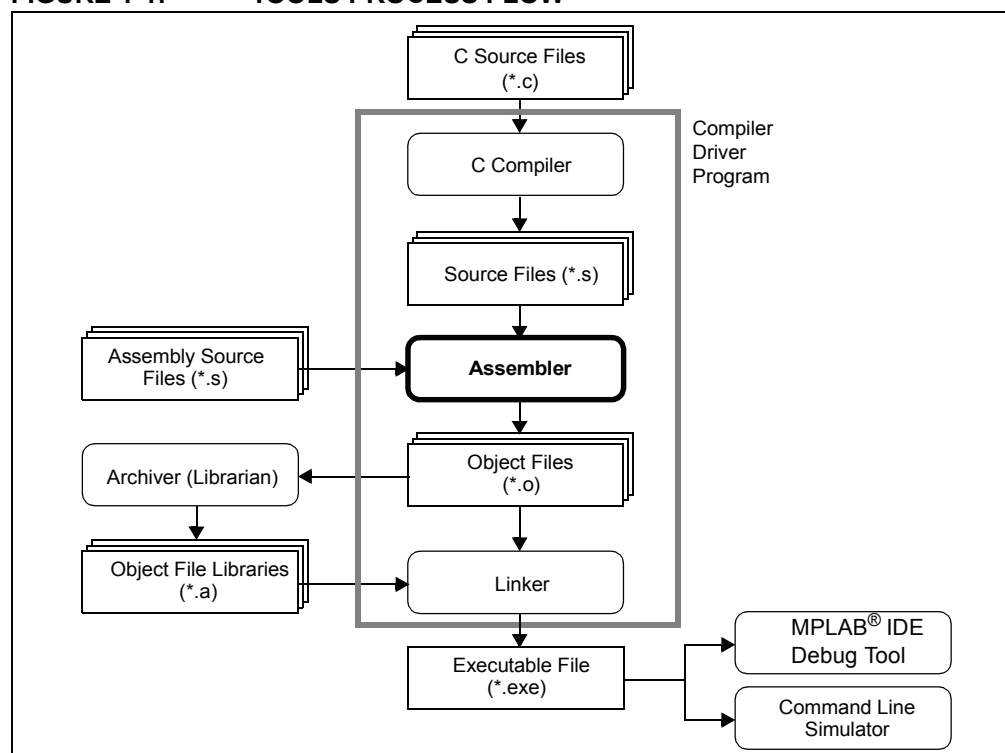 C Source Files
(*.c)
Compiler
Driver
Program
C Compiler
Source Files (*.s)
Assembly Source
Files (*.s)
Assembler
Archiver (Librarian)
Object Files
(*.o)
Object File Libraries
(*.a)
Linker
Executable File
(*.exe)
MPLAB® IDE
Debug Tool
Command Line
Simulator